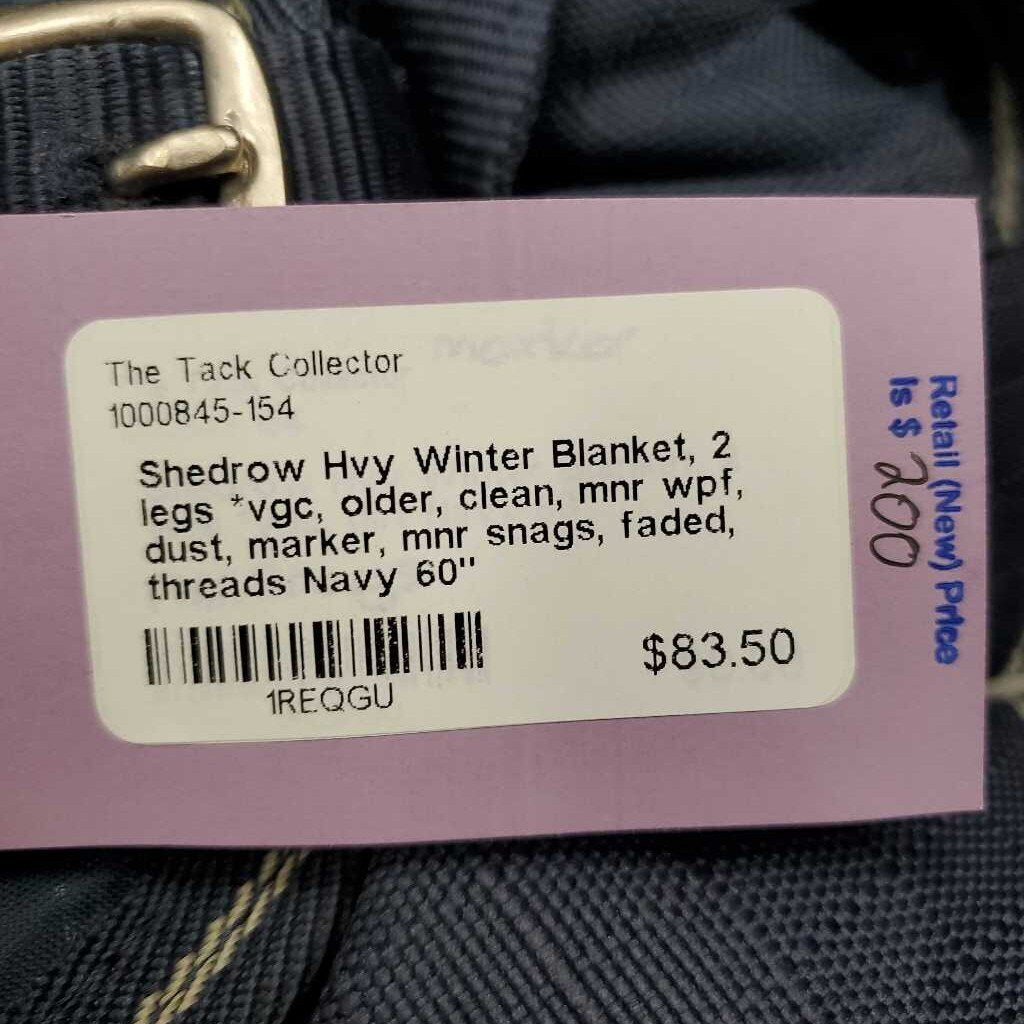 The Tack Collector
1000845-154
Shedrow Hvy Winter Blanket, 2
legs *vgc, older, clean, mnr wpf,
dust, marker, mnr snags, faded,
threads Navy 60"
1REQGU
$83.50
Retail (New) Price
Is $ 200
marker